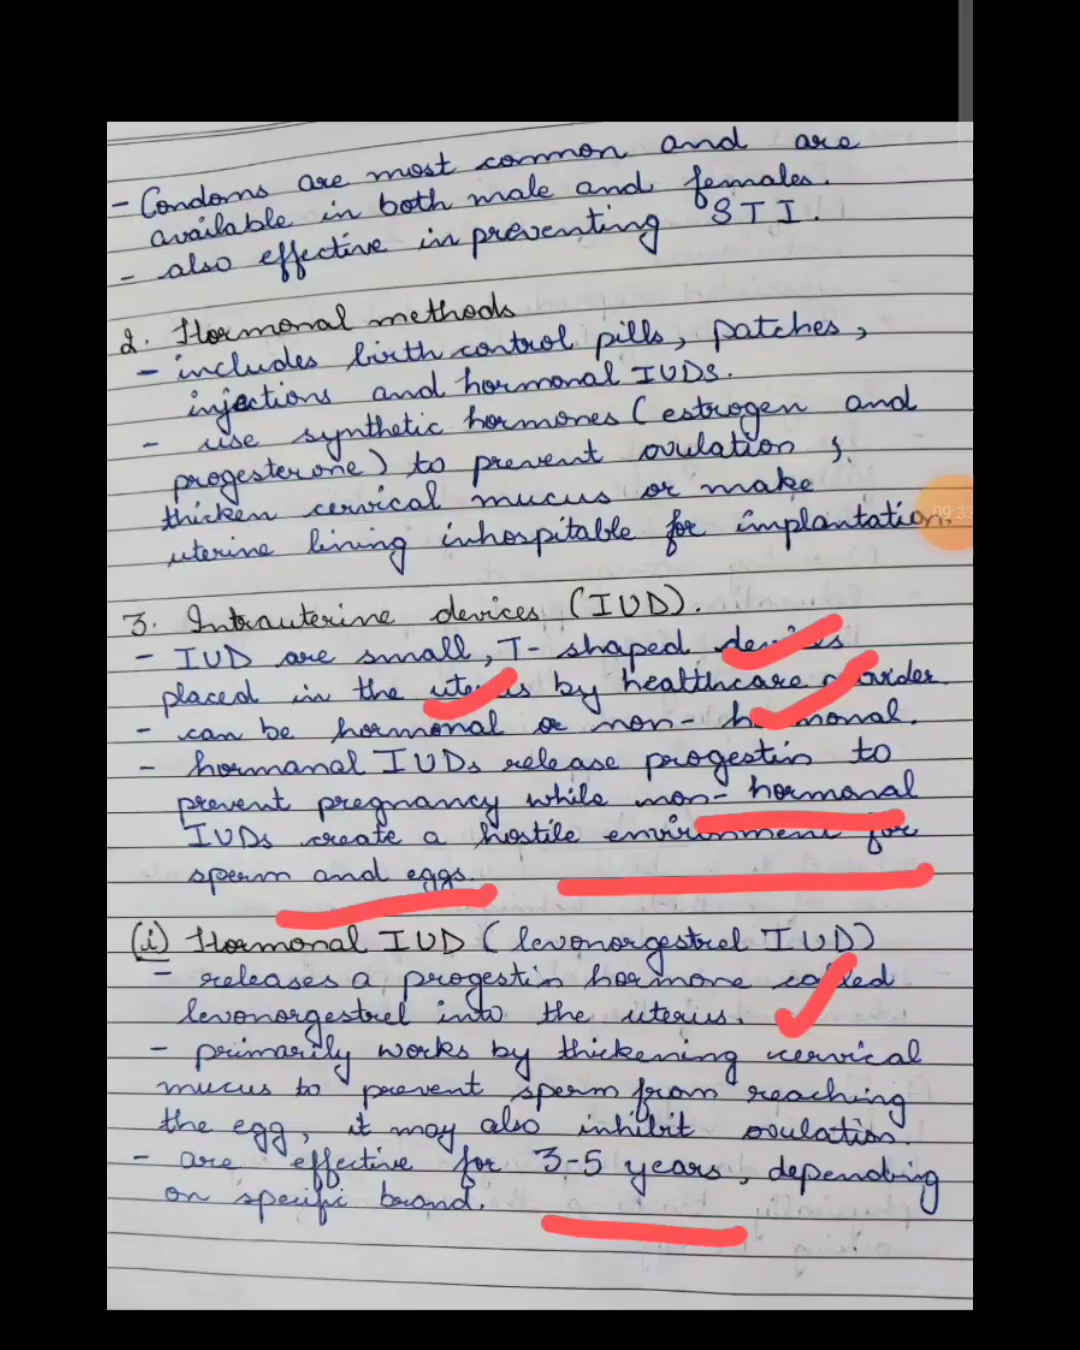 - Condoms are most common and are
available in both male and females.
- also effective in preventing STI.
2. Hormonal methods
- includes birth control pills, patches,
injections and hormonal IUDS.
- use synthetic hormones (estrogen and
progesterone) to prevent ovulation,
thicken cervical mucus or make
uterine lining inhospitable for implantation.
3. Intrauterine devices (IUD).
- IUD are small, T-shaped devices
placed in the uterus by healthcare provider.
- can be hormonal or non-hormonal.
- hormanal IUDs release progestin to
prevent pregnancy while non-hormonal
IUDs create a hostile environment for
sperm and eggs.
(i) Hormonal IUD (levonorgestrel IUD)
- releases a progestin hormone called
levonorgestrel into the uterus.
- primarily works by thickening cervical
mucus to prevent sperm from reaching
the egg, it may also inhibit ovulation.
- are effective for 3-5 years, depending
on specific brand.